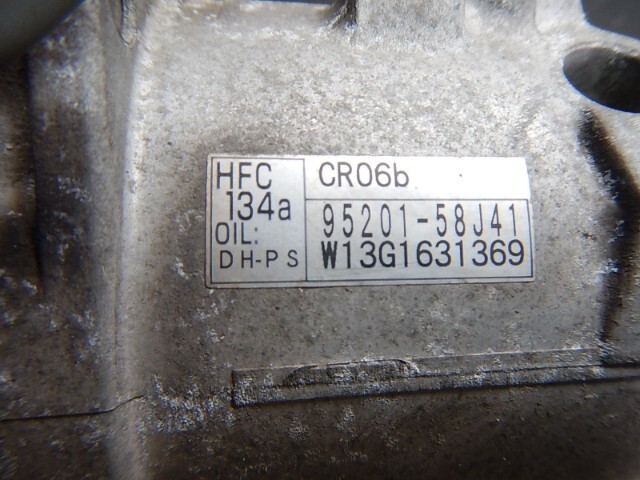 HFC
134a
OIL:
DH-PS
CR06b
95201-58J41
W13G1631369